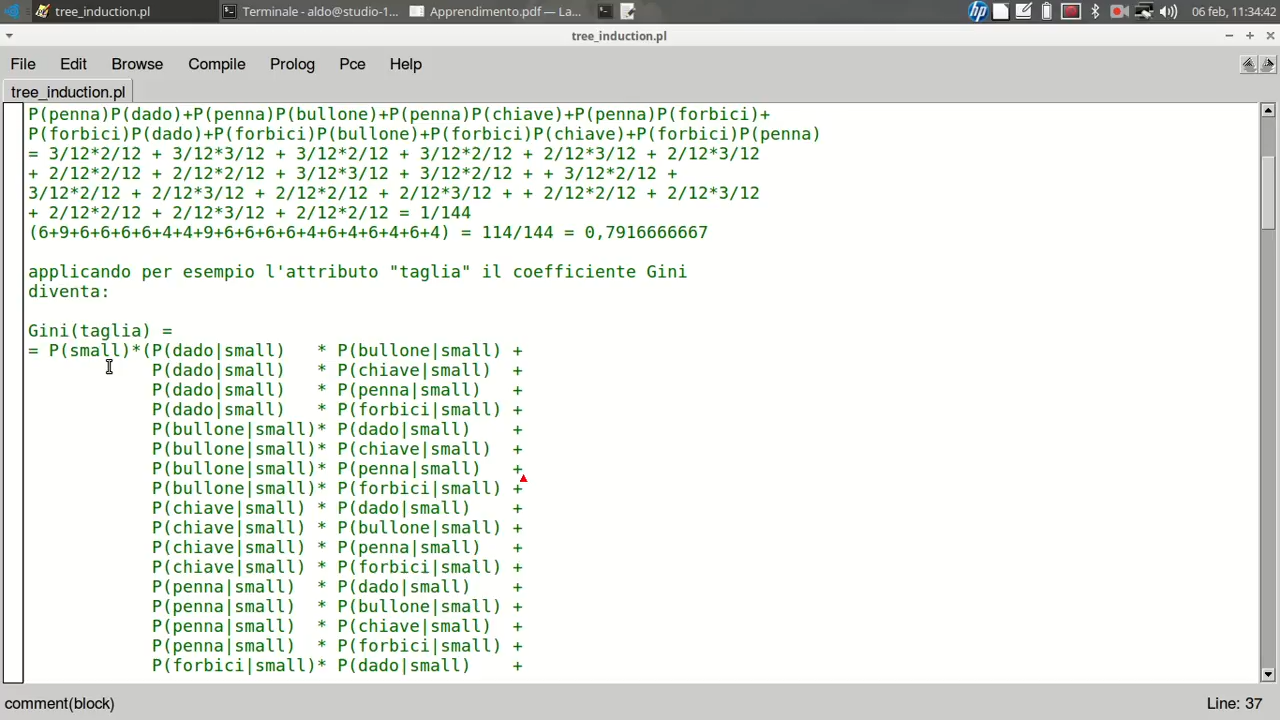 tree_induction.pl
Terminale - aldo@studio-1...
Apprendimento.pdf — La...
06 feb, 11:34:42
tree_induction.pl
File Edit Browse Compile Prolog Pce Help
tree_induction.pl
P(penna)P(dado)+P(penna)P(bullone)+P(penna)P(chiave)+P(penna)P(forbici)+
P(forbici)P(dado)+P(forbici)P(bullone)+P(forbici)P(chiave)+P(forbici)P(penna)
= 3/12*2/12 + 3/12*3/12 + 3/12*2/12 + 3/12*2/12 + 2/12*3/12 + 2/12*3/12
+ 2/12*2/12 + 2/12*2/12 + 3/12*3/12 + 3/12*2/12 + + 3/12*2/12 +
3/12*2/12 + 2/12*3/12 + 2/12*2/12 + 2/12*3/12 + + 2/12*2/12 + 2/12*3/12
+ 2/12*2/12 + 2/12*3/12 + 2/12*2/12 = 1/144
(6+9+6+6+6+6+4+4+9+6+6+6+6+4+6+4+6+4+6+4) = 114/144 = 0,7916666667
applicando per esempio l'attributo "taglia" il coefficiente Gini
diventa:
Gini(taglia) =
= P(small)*(P(dado|small) * P(bullone|small) +
P(dado|small) * P(chiave|small) +
P(dado|small) * P(penna|small) +
P(dado|small) * P(forbici|small) +
P(bullone|small)* P(dado|small) +
P(bullone|small)* P(chiave|small) +
P(bullone|small)* P(penna|small) +
P(bullone|small)* P(forbici|small) +
P(chiave|small) * P(dado|small) +
P(chiave|small) * P(bullone|small) +
P(chiave|small) * P(penna|small) +
P(chiave|small) * P(forbici|small) +
P(penna|small) * P(dado|small) +
P(penna|small) * P(bullone|small) +
P(penna|small) * P(chiave|small) +
P(penna|small) * P(forbici|small) +
P(forbici|small)* P(dado|small) +
comment(block)
Line: 37